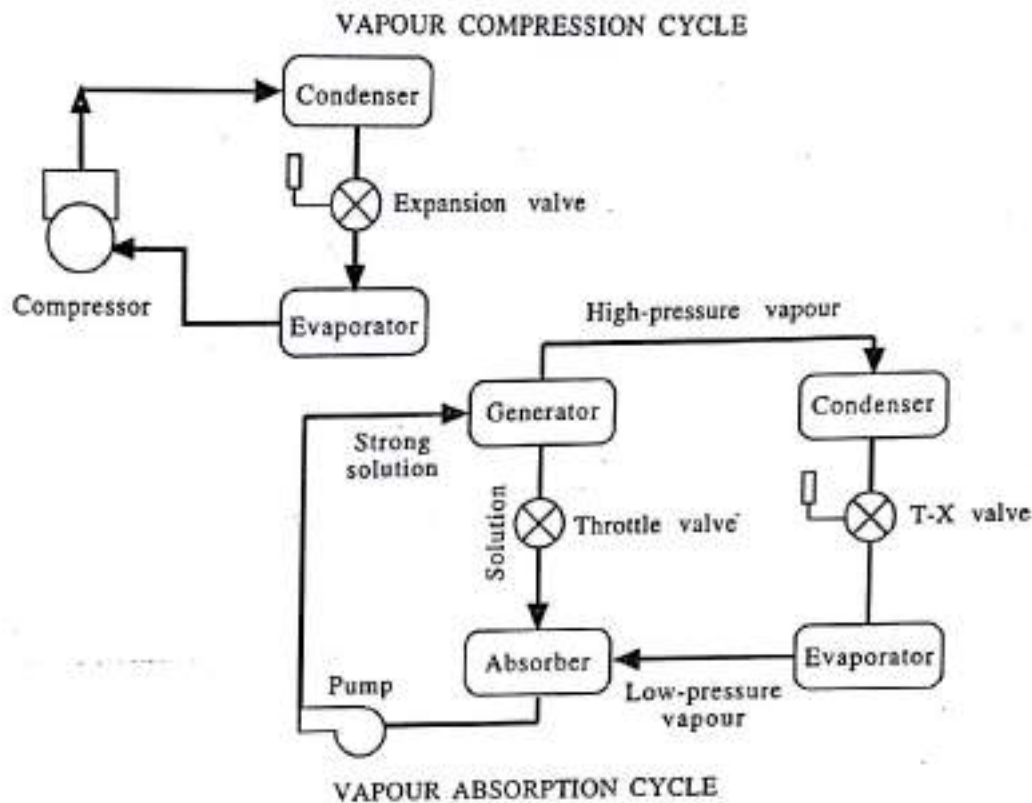 VAPOUR COMPRESSION CYCLE
Condenser
Expansion valve
Compressor
Evaporator
High-pressure vapour
Generator
Condenser
Strong
solution
Solution
Throttle valve
T-X valve
Absorber
Evaporator
Pump
Low-pressure
vapour
VAPOUR ABSORPTION CYCLE